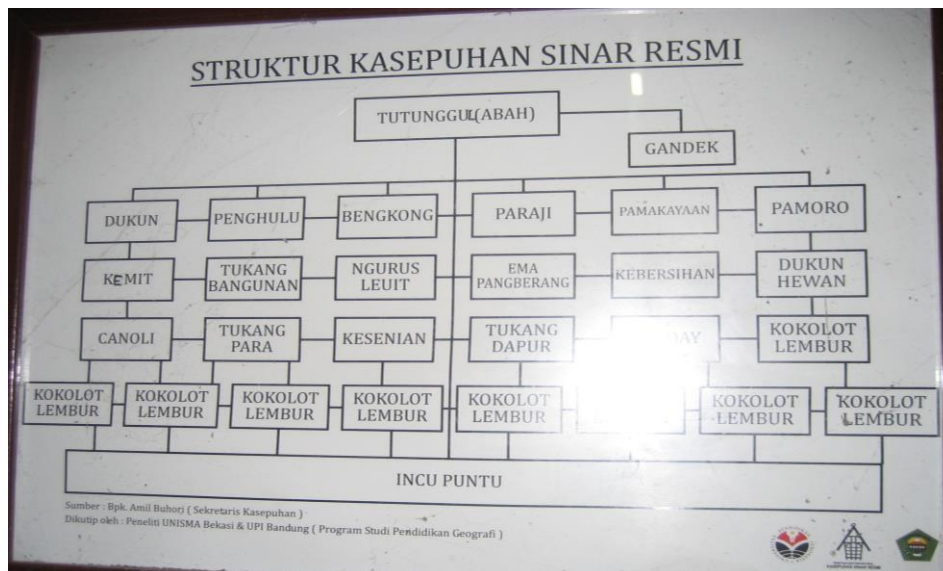 STRUKTUR KASEPUHAN SINAR RESMI
TUTUNGGUL(ABAH)
GANDEK
DUKUN
PENGHULU
BENGKONG
PARAJI
PAMAKAYAAN
PAMORO
KEMIT
TUKANG
BANGUNAN
NGURUS
LEUIT
EMA
PANGBERANG
KEBERSIHAN
DUKUN
HEWAN
CANOLI
TUKANG
PARA
KESENIAN
TUKANG
DAPUR
KOKOLOT
LEMBUR
KOKOLOT
LEMBUR
KOKOLOT
LEMBUR
KOKOLOT
LEMBUR
KOKOLOT
LEMBUR
KOKOLOT
LEMBUR
KOKOLOT
LEMBUR
KOKOLOT
LEMBUR
INCU PUNTU
Sumber : Bpk. Amil Buhori ( Sekretaris Kasepuhan )
Dikutip oleh : Peneliti UNISMA Bekasi & UPI Bandung ( Program Studi Pendidikan Geografi )
KASEPUHAN SINAR RESMI